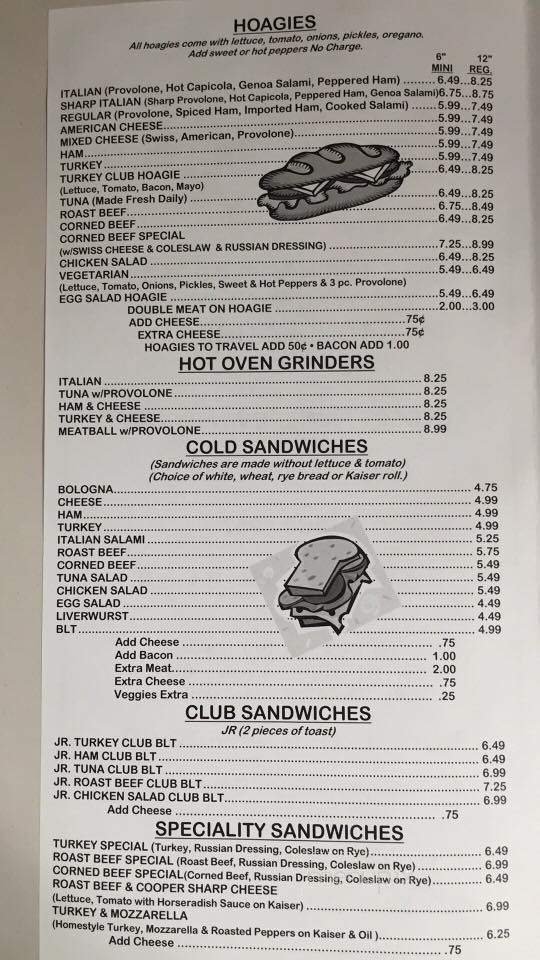 HOAGIES
All hoagies come with lettuce, tomato, onions, pickles, oregano.
Add sweet or hot peppers No Charge.
6" 12"
MINI REG.
ITALIAN (Provolone, Hot Capicola, Genoa Salami, Peppered Ham) ........ 6.49...8.25
SHARP ITALIAN (Sharp Provolone, Hot Capicola, Peppered Ham, Genoa Salami)6.75...8.75
REGULAR (Provolone, Spiced Ham, Imported Ham, Cooked Salami) ...... 5.99...7.49
AMERICAN CHEESE.....5.99...7.49
MIXED CHEESE (Swiss, American, Provolone).....5.99...7.49
HAM.....5.99...7.49
TURKEY.....5.99...7.49
TURKEY CLUB HOAGIE .....6.49...8.25
(Lettuce, Tomato, Bacon, Mayo)
TUNA (Made Fresh Daily) .....6.49...8.25
ROAST BEEF.....6.75...8.49
CORNED BEEF.....6.49...8.25
CORNED BEEF SPECIAL
(w/SWISS CHEESE & COLESLAW & RUSSIAN DRESSING) .....7.25...8.99
CHICKEN SALAD .....6.49...8.25
VEGETARIAN.....5.49...6.49
(Lettuce, Tomato, Onions, Pickles, Sweet & Hot Peppers & 3 pc. Provolone)
EGG SALAD HOAGIE .....5.49...6.49
DOUBLE MEAT ON HOAGIE .....2.00...3.00
ADD CHEESE.....75¢
EXTRA CHEESE.....75¢
HOAGIES TO TRAVEL ADD 50¢ • BACON ADD 1.00
HOT OVEN GRINDERS
ITALIAN ..... 8.25
TUNA w/PROVOLONE..... 8.25
HAM & CHEESE ..... 8.25
TURKEY & CHEESE..... 8.25
MEATBALL w/PROVOLONE..... 8.99
COLD SANDWICHES
(Sandwiches are made without lettuce & tomato)
(Choice of white, wheat, rye bread or Kaiser roll.)
BOLOGNA..... 4.75
CHEESE..... 4.99
HAM..... 4.99
TURKEY..... 4.99
ITALIAN SALAMI ..... 5.25
ROAST BEEF..... 5.75
CORNED BEEF..... 5.49
TUNA SALAD ..... 5.49
CHICKEN SALAD ..... 5.49
EGG SALAD ..... 4.49
LIVERWURST..... 4.49
BLT..... 4.99
Add Cheese ..... .75
Add Bacon ..... 1.00
Extra Meat..... 2.00
Extra Cheese ..... .75
Veggies Extra ..... .25
CLUB SANDWICHES
JR (2 pieces of toast)
JR. TURKEY CLUB BLT ..... 6.49
JR. HAM CLUB BLT ..... 6.49
JR. TUNA CLUB BLT ..... 6.99
JR. ROAST BEEF CLUB BLT..... 7.25
JR. CHICKEN SALAD CLUB BLT..... 6.99
Add Cheese ..... .75
SPECIALITY SANDWICHES
TURKEY SPECIAL (Turkey, Russian Dressing, Coleslaw on Rye)..... 6.49
ROAST BEEF SPECIAL (Roast Beef, Russian Dressing, Coleslaw on Rye) ..... 6.99
CORNED BEEF SPECIAL(Corned Beef, Russian Dressing, Coleslaw on Rye)..... 6.49
ROAST BEEF & COOPER SHARP CHEESE
(Lettuce, Tomato with Horseradish Sauce on Kaiser) ..... 6.99
TURKEY & MOZZARELLA
(Homestyle Turkey, Mozzarella & Roasted Peppers on Kaiser & Oil )..... 6.25
Add Cheese ..... .75